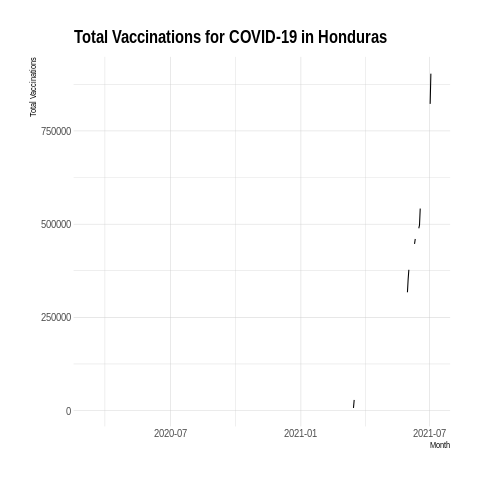 Total Vaccinations for COVID-19 in Honduras
Total Vaccinations
750000
500000
250000
0
2020-07 2021-01 2021-07
Month